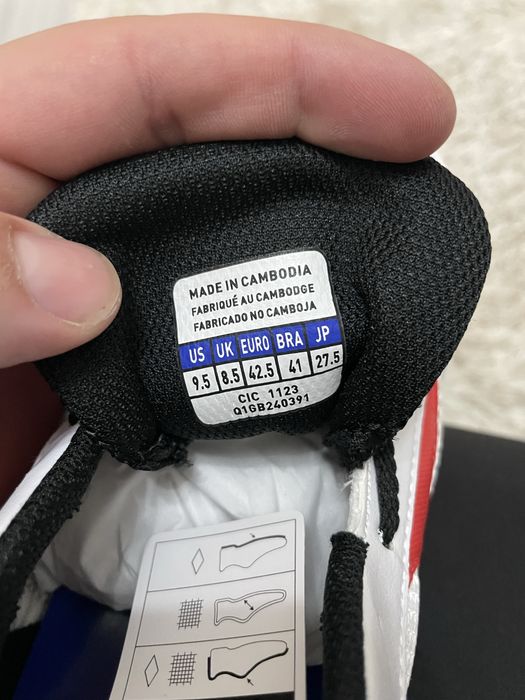 MADE IN CAMBODIA
FABRIQUÉ AU CAMBODGE
FABRICADO NO CAMBOJA
US UK EURO BRA JP
9.5 8.5 42.5 41 27.5
CIC 1123
Q1GB240391